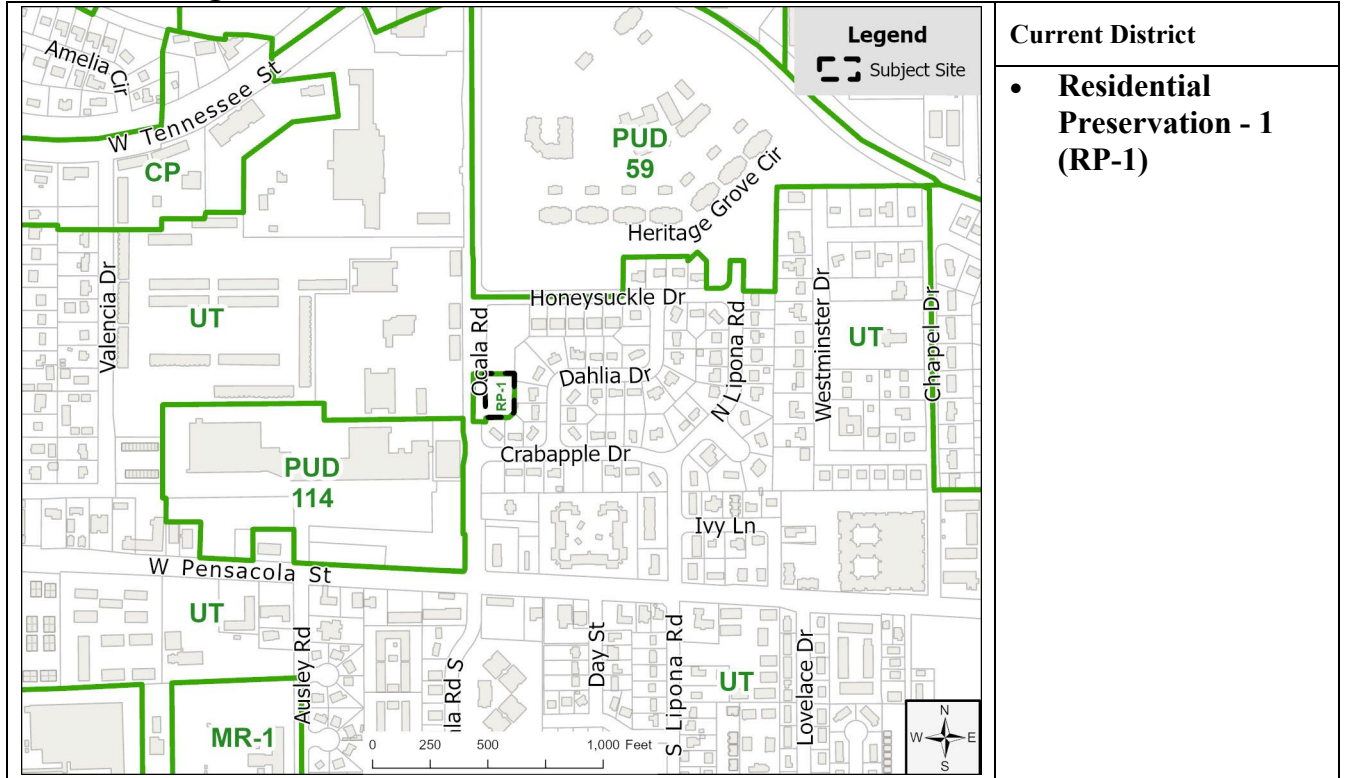 Legend
Subject Site
Current District
• Residential
Preservation - 1
(RP-1)
Amelia Cir
W Tennessee St
CP
PUD
59
Heritage Grove Cir
Valencia Dr
UT
Ocala Rd
Honeysuckle Dr
N Lipona Rd
Westminster Dr
UT
Chapel Dr
RP-1
Dahlia Dr
Crabapple Dr
PUD
114
Ivy Ln
W Pensacola St
UT
Ausley Rd
la Rd S
Day St
S Lipona Rd
UT
Lovelace Dr
MR-1
0 250 500 1,000 Feet
N
W E
S